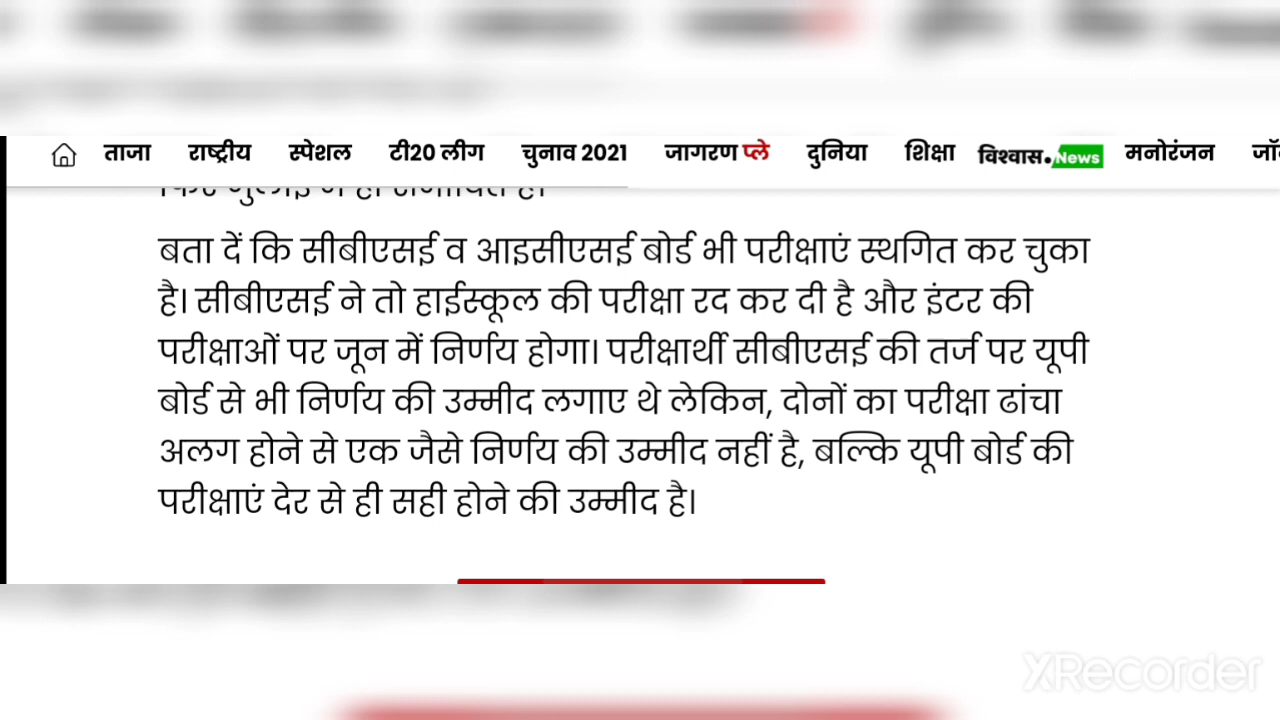 ताजा राष्ट्रीय स्पेशल टी20 लीग चुनाव 2021 जागरण प्ले दुनिया शिक्षा विश्वास.News मनोरंजन
बता दें कि सीबीएसई व आइसीएसई बोर्ड भी परीक्षाएं स्थगित कर चुका
है। सीबीएसई ने तो हाईस्कूल की परीक्षा रद कर दी है और इंटर की
परीक्षाओं पर जून में निर्णय होगा। परीक्षार्थी सीबीएसई की तर्ज पर यूपी
बोर्ड से भी निर्णय की उम्मीद लगाए थे लेकिन, दोनों का परीक्षा ढांचा
अलग होने से एक जैसे निर्णय की उम्मीद नहीं है, बल्कि यूपी बोर्ड की
परीक्षाएं देर से ही सही होने की उम्मीद है।
XRecorder